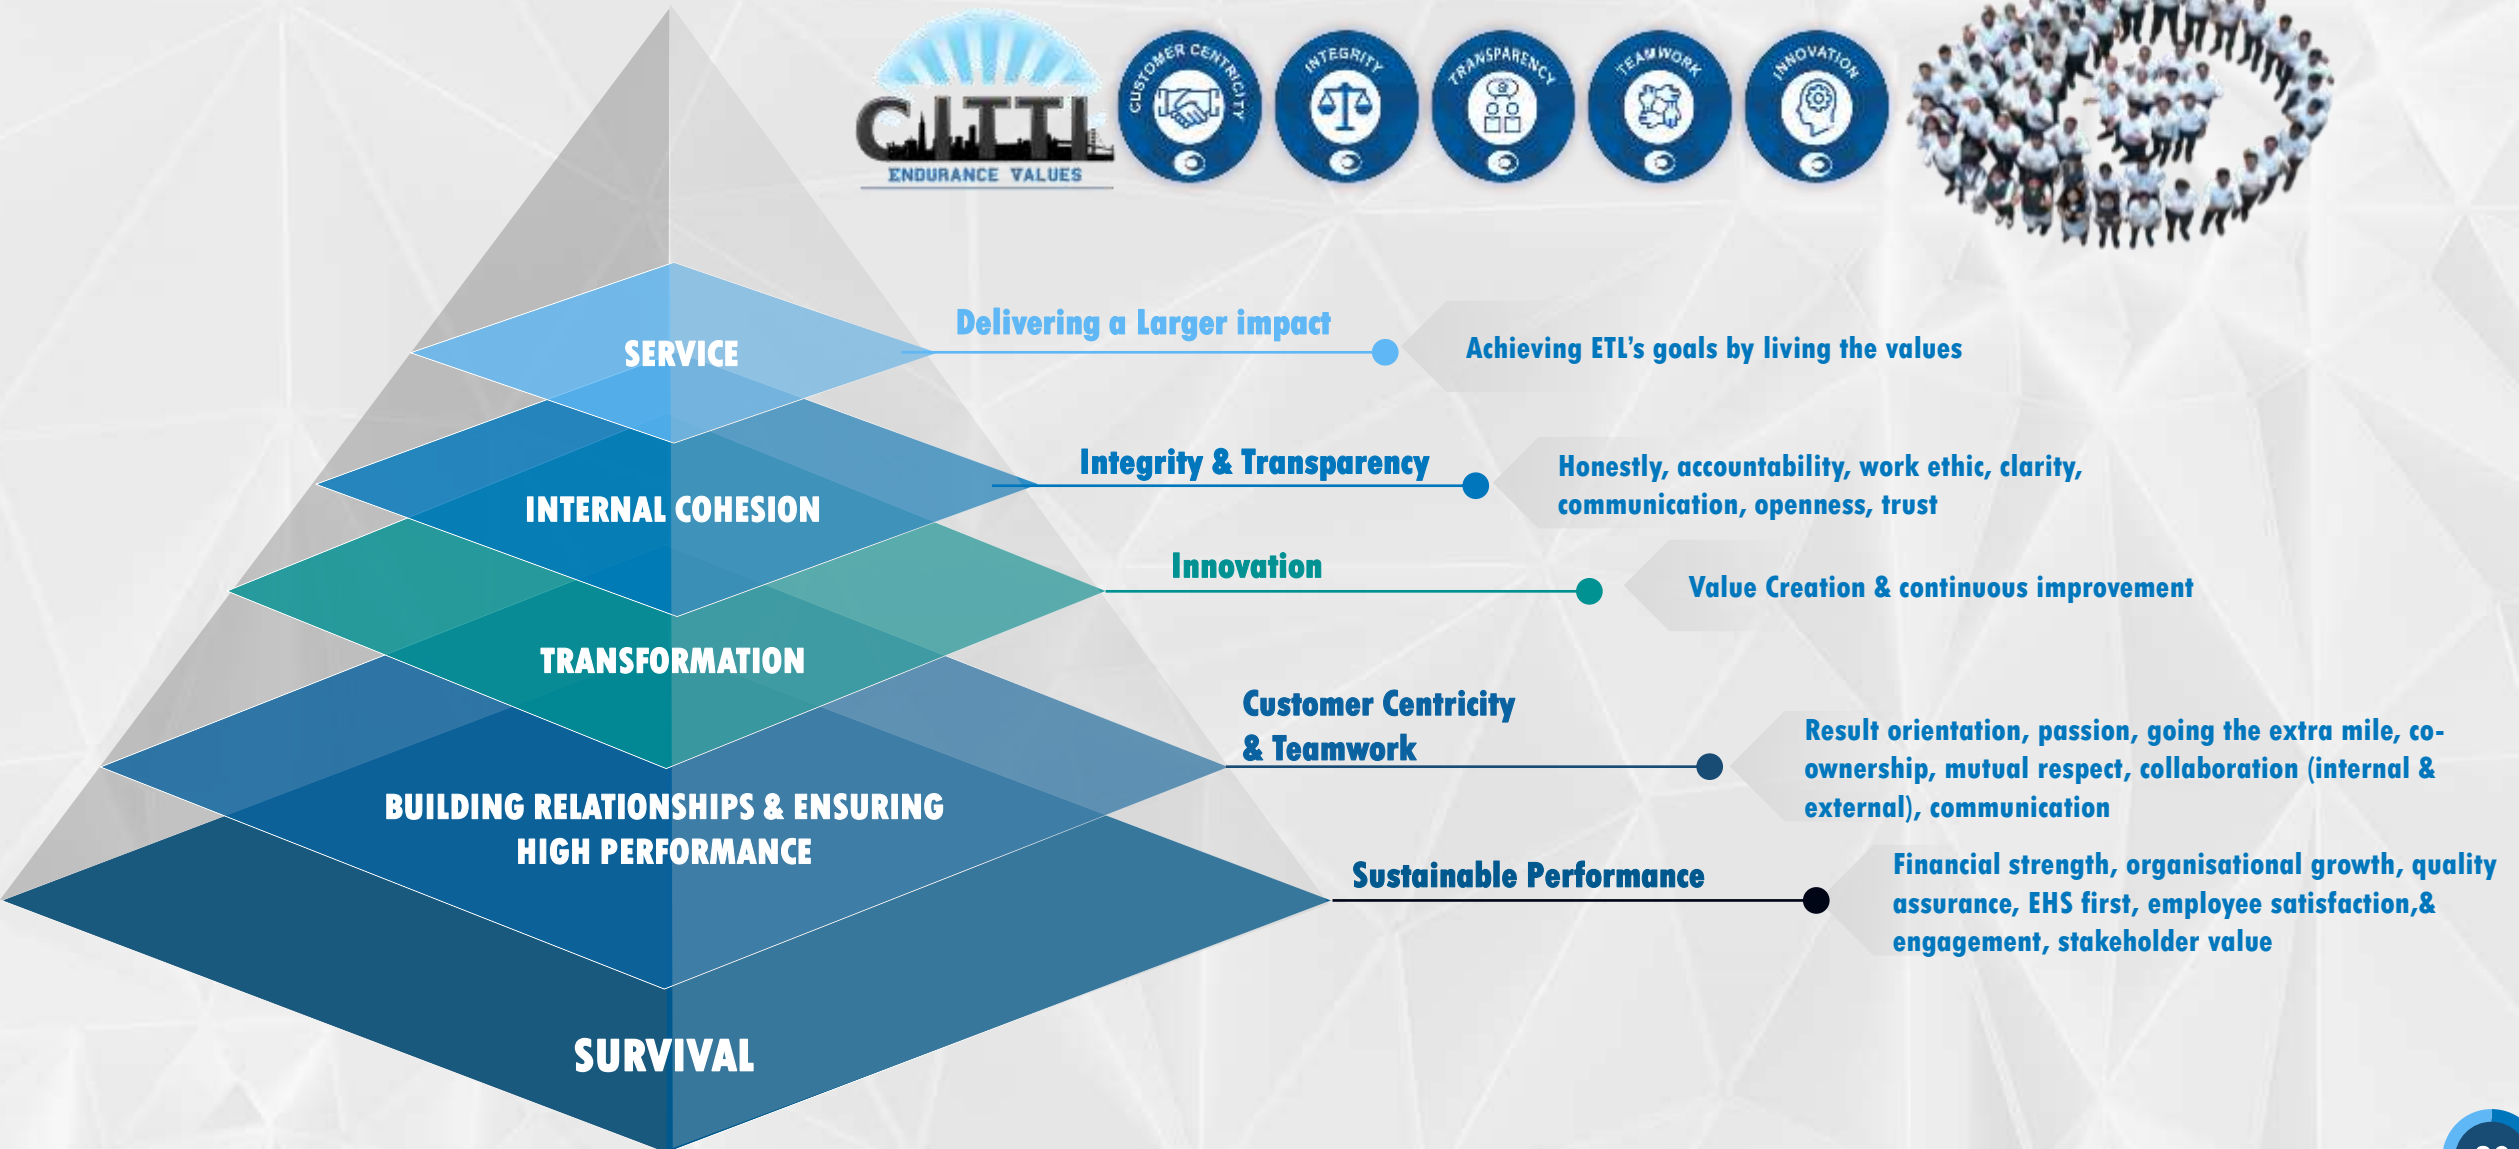 CITTI
ENDURANCE VALUES
CUSTOMER CENTRICITY
INTEGRITY
TRANSPARENCY
TEAMWORK
INNOVATION
SERVICE
Delivering a Larger impact
Achieving ETL's goals by living the values
INTERNAL COHESION
Integrity & Transparency
Honestly, accountability, work ethic, clarity,
communication, openness, trust
TRANSFORMATION
Innovation
Value Creation & continuous improvement
BUILDING RELATIONSHIPS & ENSURING
HIGH PERFORMANCE
Customer Centricity
& Teamwork
Result orientation, passion, going the extra mile, co-
ownership, mutual respect, collaboration (internal &
external), communication
SURVIVAL
Sustainable Performance
Financial strength, organisational growth, quality
assurance, EHS first, employee satisfaction,&
engagement, stakeholder value